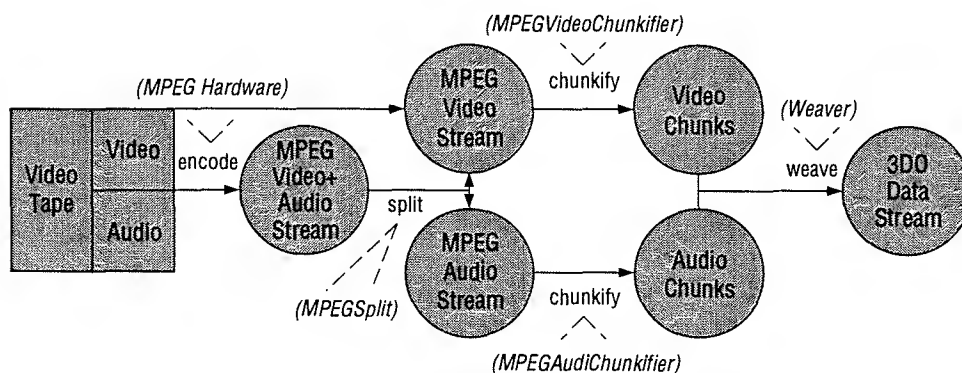 (MPEGVideoChunkifier)
(MPEG Hardware)
MPEG
Video
Stream
chunkify
Video
Chunks
(Weaver)
weave
Video
Tape
Video
Audio
encode
MPEG
Video+
Audio
Stream
split
3DO
Data
Stream
MPEG
Audio
Stream
chunkify
Audio
Chunks
(MPEGSplit)
(MPEGAudiChunkifier)